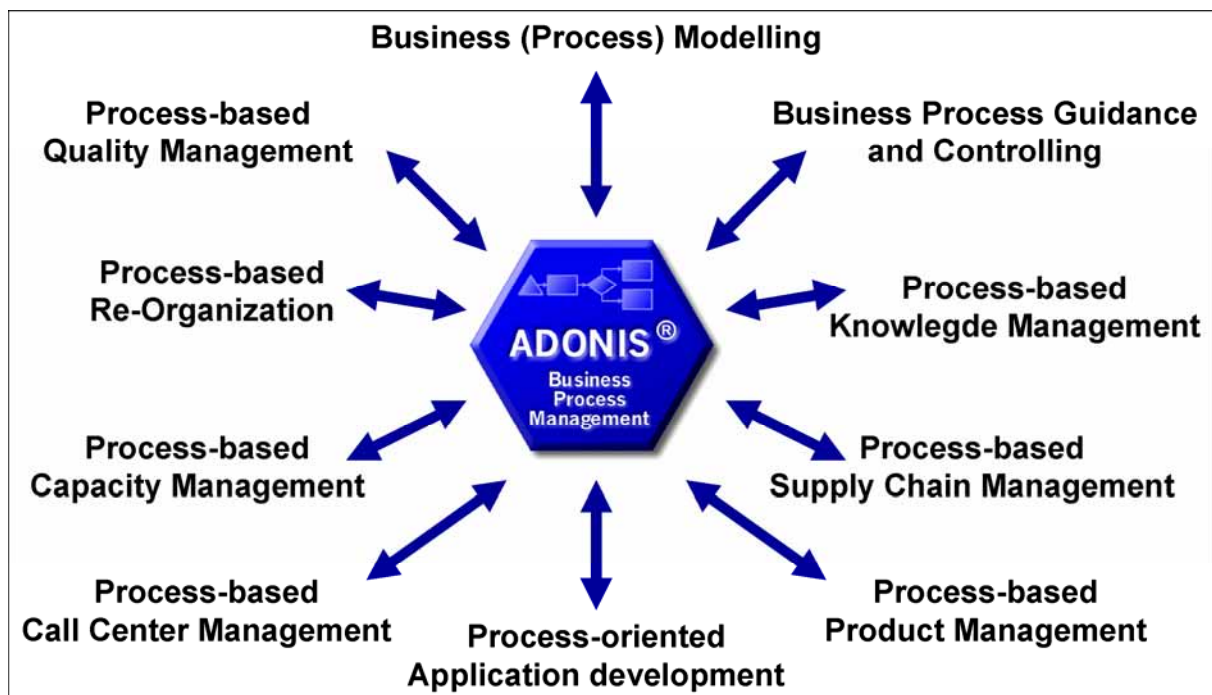 Business (Process) Modelling
Process-based
Quality Management
Business Process Guidance
and Controlling
Process-based
Re-Organization
Process-based
Knowlegde Management
ADONIS®
Business
Process
Management
Process-based
Capacity Management
Process-based
Supply Chain Management
Process-based
Call Center Management
Process-oriented
Application development
Process-based
Product Management